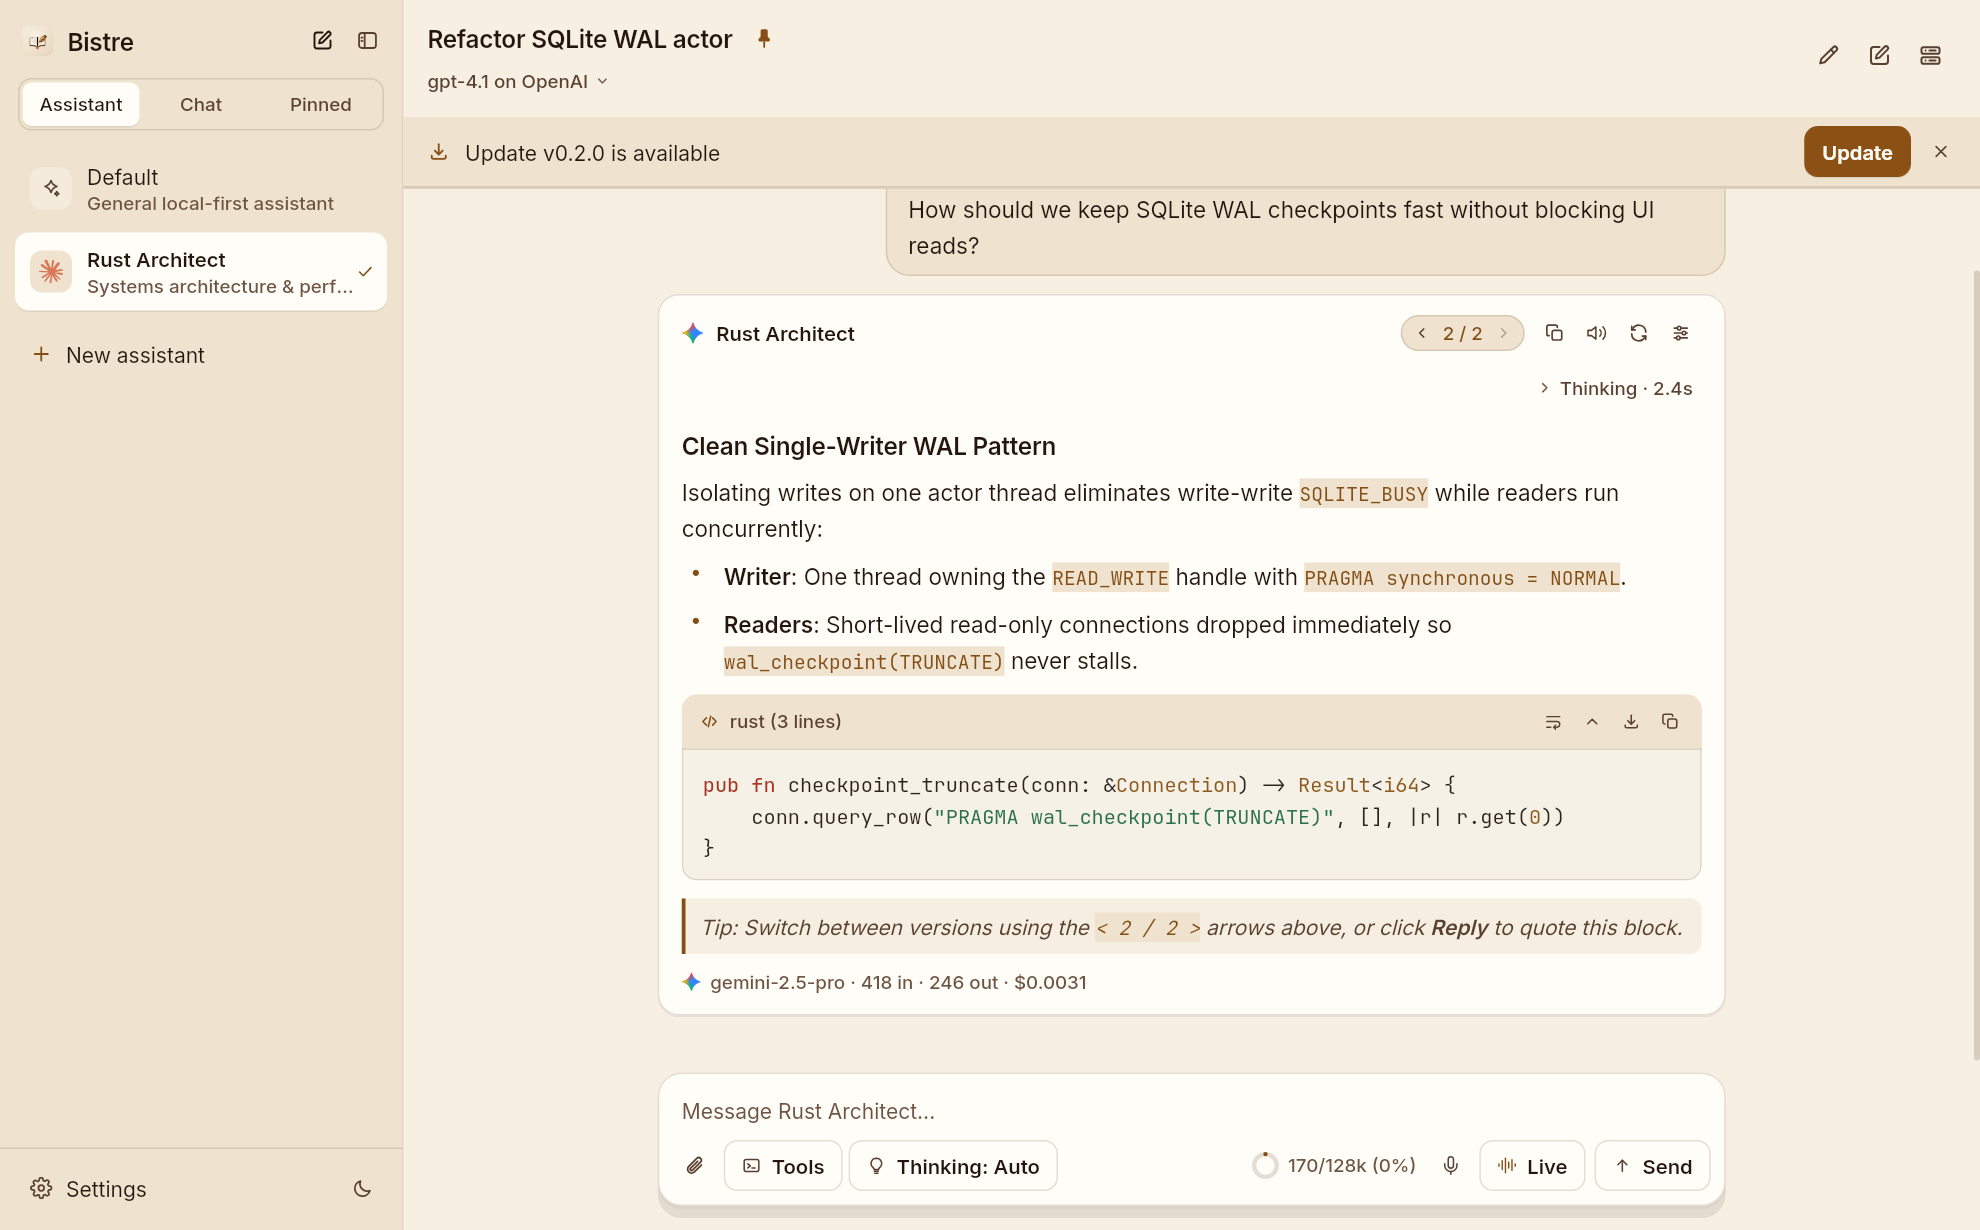 Bistre
Assistant
Chat
Pinned
Default
General local-first assistant
Rust Architect
Systems architecture & perf...
New assistant
Settings
Refactor SQLite WAL actor
gpt-4.1 on OpenAI
Update v0.2.0 is available
Update
How should we keep SQLite WAL checkpoints fast without blocking UI
reads?
Rust Architect
2 / 2
Thinking · 2.4s
Clean Single-Writer WAL Pattern
Isolating writes on one actor thread eliminates write-write SQLITE_BUSY while readers run
concurrently:
• Writer: One thread owning the READ_WRITE handle with PRAGMA synchronous = NORMAL.
• Readers: Short-lived read-only connections dropped immediately so
wal_checkpoint(TRUNCATE) never stalls.
rust (3 lines)
pub fn checkpoint_truncate(conn: &Connection) -> Result<i64> {
    conn.query_row("PRAGMA wal_checkpoint(TRUNCATE)", [], |r| r.get(0))
}
Tip: Switch between versions using the < 2 / 2 > arrows above, or click Reply to quote this block.
gemini-2.5-pro · 418 in · 246 out · $0.0031
Message Rust Architect...
Tools
Thinking: Auto
170/128k (0%)
Live
Send